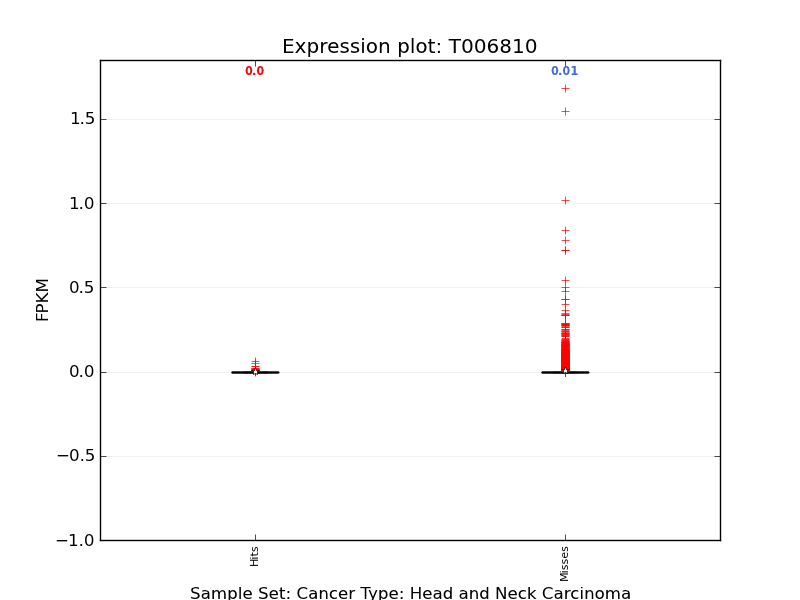 Expression plot: T006810
0.0
0.01
1.5
1.0
0.5
0.0
−0.5
−1.0
FPKM
Hits
Misses
Sample Set: Cancer Type: Head and Neck Carcinoma